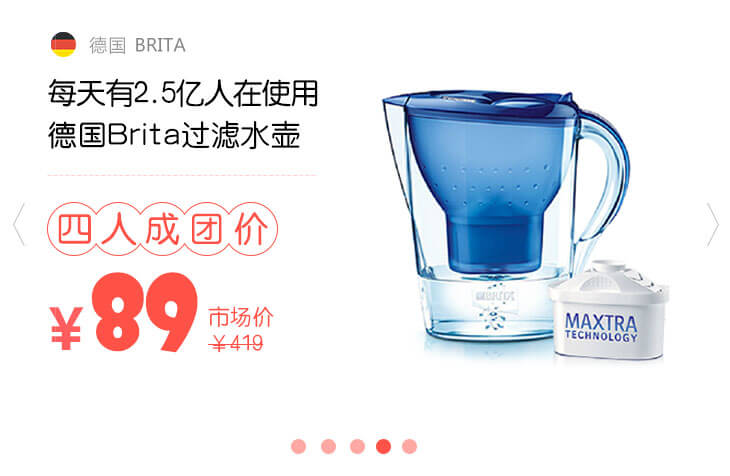 德国 BRITA
每天有2.5亿人在使用
德国Brita过滤水壶
四人成团价
¥89
市场价
¥419
BRITA
MAXTRA
TECHNOLOGY